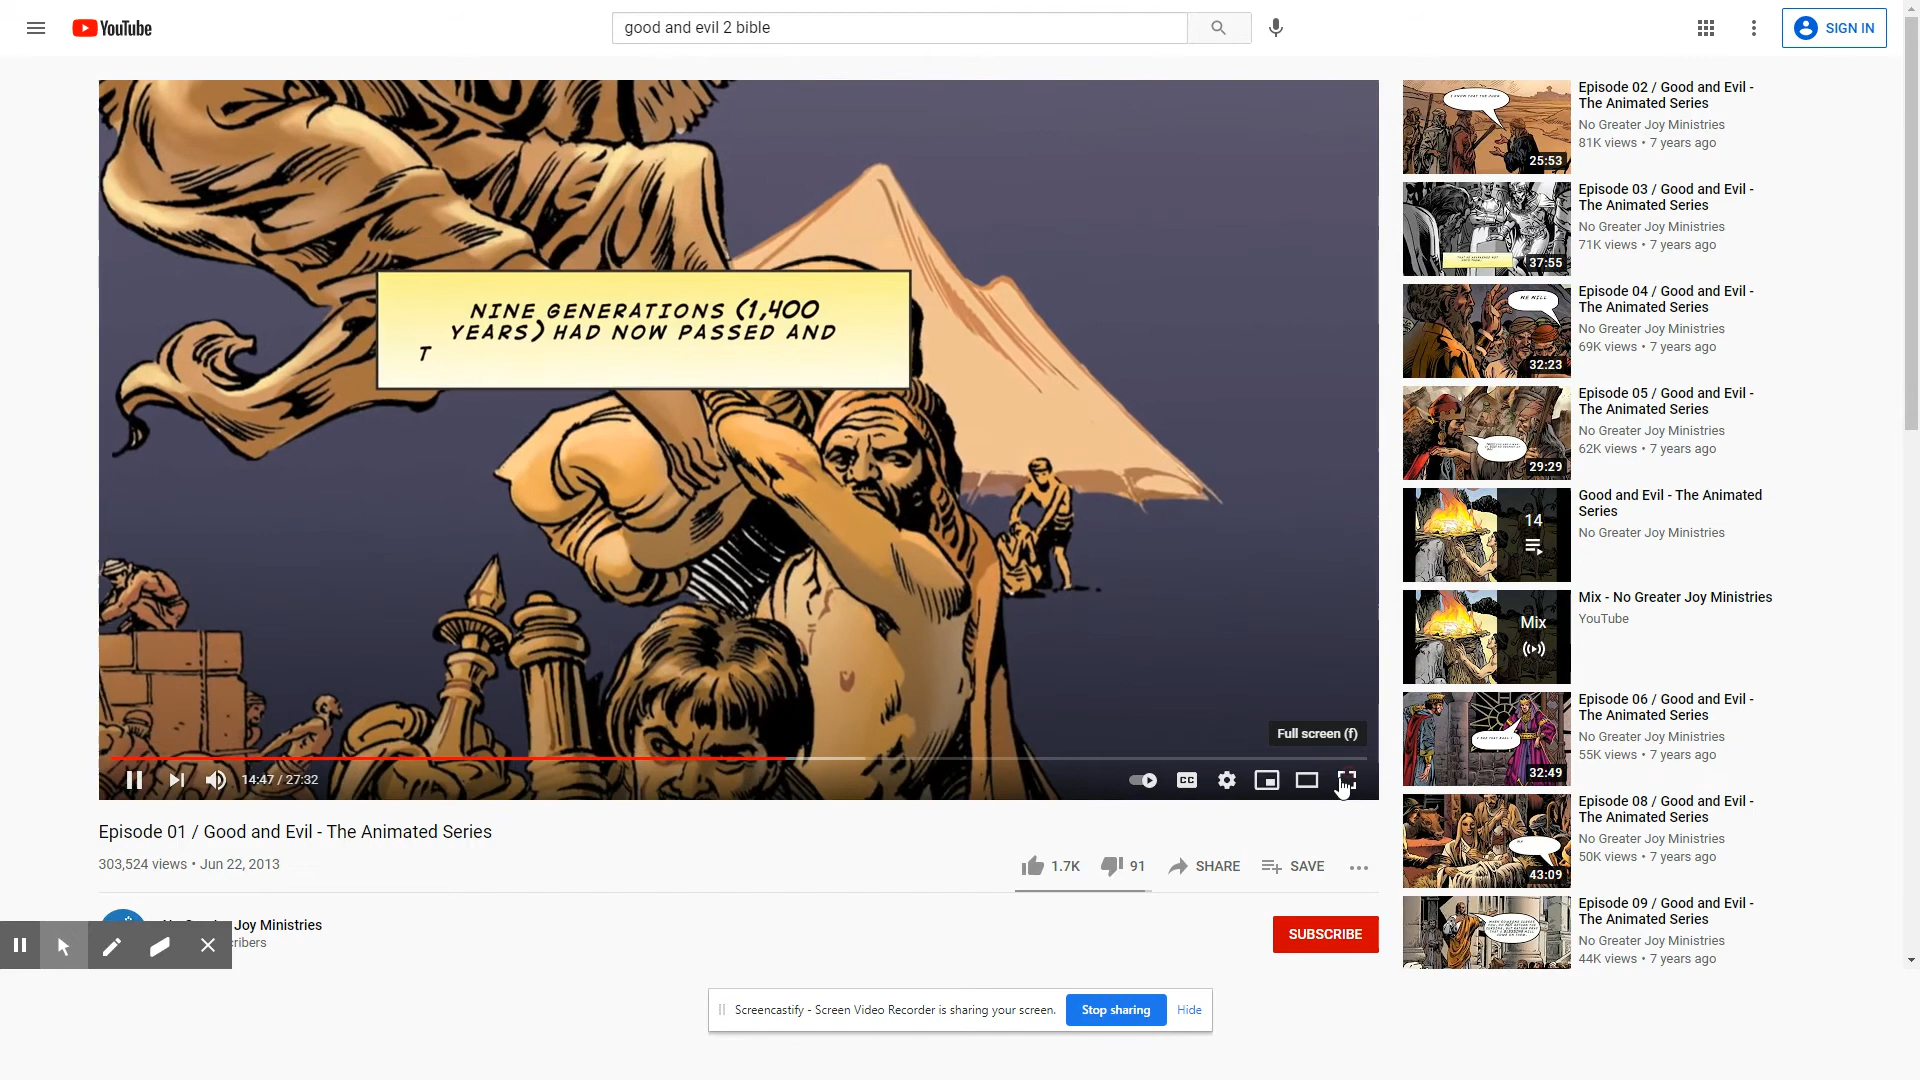 YouTube
good and evil 2 bible
SIGN IN
NINE GENERATIONS (1,400
YEARS) HAD NOW PASSED AND
T
Full screen (f)
14:47 / 27:32
CC
Episode 01 / Good and Evil - The Animated Series
303,524 views • Jun 22, 2013
1.7K
91
SHARE
SAVE
Joy Ministries
cribers
SUBSCRIBE
Episode 02 / Good and Evil -
The Animated Series
No Greater Joy Ministries
81K views • 7 years ago
25:53
Episode 03 / Good and Evil -
The Animated Series
No Greater Joy Ministries
71K views • 7 years ago
37:55
Episode 04 / Good and Evil -
The Animated Series
No Greater Joy Ministries
69K views • 7 years ago
32:23
Episode 05 / Good and Evil -
The Animated Series
No Greater Joy Ministries
62K views • 7 years ago
29:29
Good and Evil - The Animated
Series
No Greater Joy Ministries
14
Mix - No Greater Joy Ministries
YouTube
Mix
Episode 06 / Good and Evil -
The Animated Series
No Greater Joy Ministries
55K views • 7 years ago
32:49
Episode 08 / Good and Evil -
The Animated Series
No Greater Joy Ministries
50K views • 7 years ago
43:09
Episode 09 / Good and Evil -
The Animated Series
No Greater Joy Ministries
44K views • 7 years ago
Screencastify - Screen Video Recorder is sharing your screen.
Stop sharing
Hide